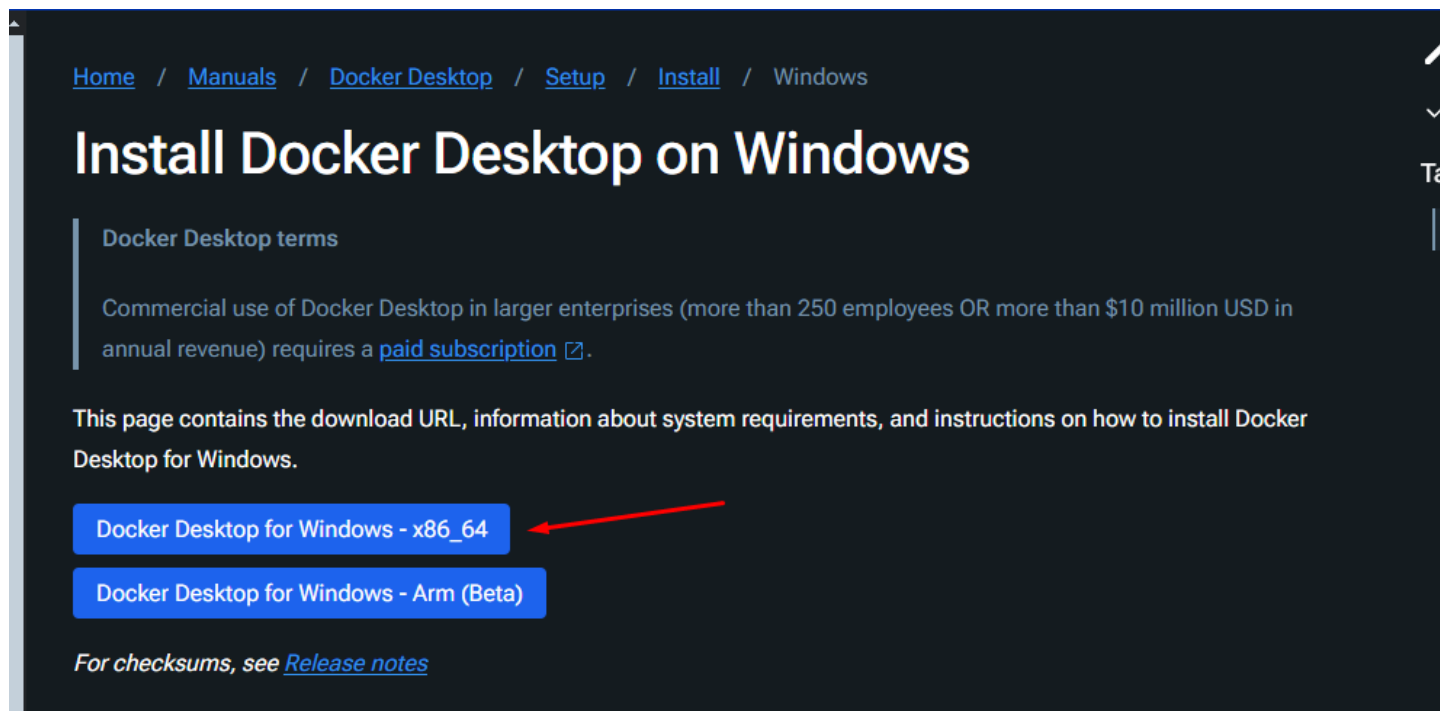 Home / Manuals / Docker Desktop / Setup / Install / Windows
Install Docker Desktop on Windows
Docker Desktop terms
Commercial use of Docker Desktop in larger enterprises (more than 250 employees OR more than $10 million USD in
annual revenue) requires a paid subscription.
This page contains the download URL, information about system requirements, and instructions on how to install Docker
Desktop for Windows.
Docker Desktop for Windows - x86_64
Docker Desktop for Windows - Arm (Beta)
For checksums, see Release notes